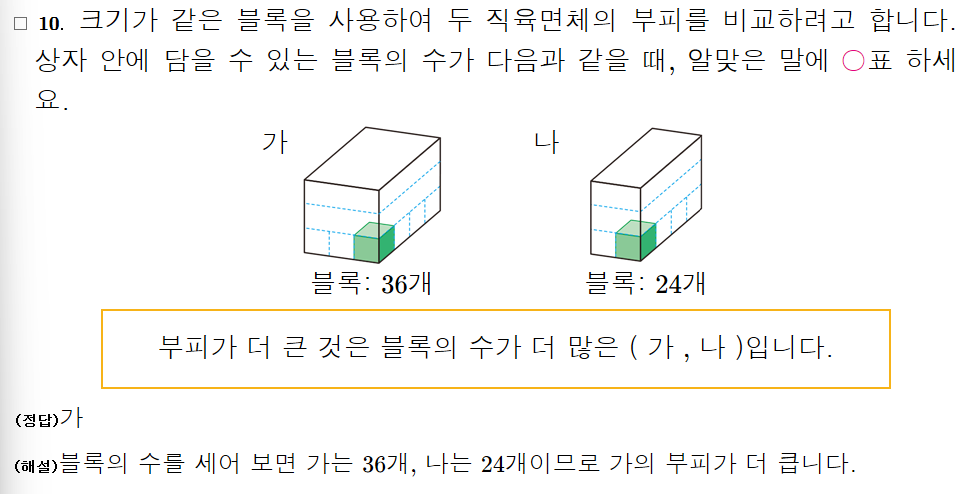 □ 10. 크기가 같은 블록을 사용하여 두 직육면체의 부피를 비교하려고 합니다.
상자 안에 담을 수 있는 블록의 수가 다음과 같을 때, 알맞은 말에 ○표 하세
요.
가 나
블록: 36개 블록: 24개
부피가 더 큰 것은 블록의 수가 더 많은 ( 가 , 나 )입니다.
(정답)가
(해설)블록의 수를 세어 보면 가는 36개, 나는 24개이므로 가의 부피가 더 큽니다.